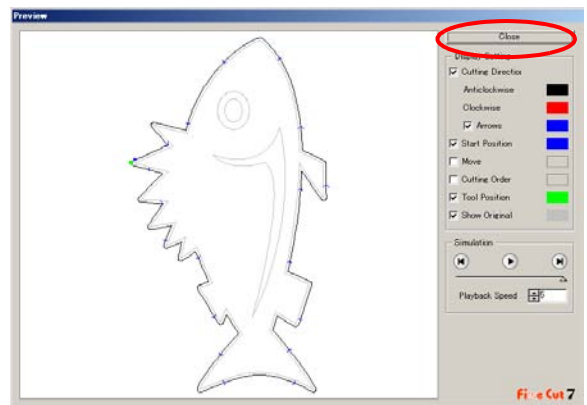 Preview
Close
Display Setting
Cutting Direction
Anticlockwise
Clockwise
Arrows
Start Position
Move
Cutting Order
Tool Position
Show Original
Simulation
Playback Speed 5
Fine Cut 7